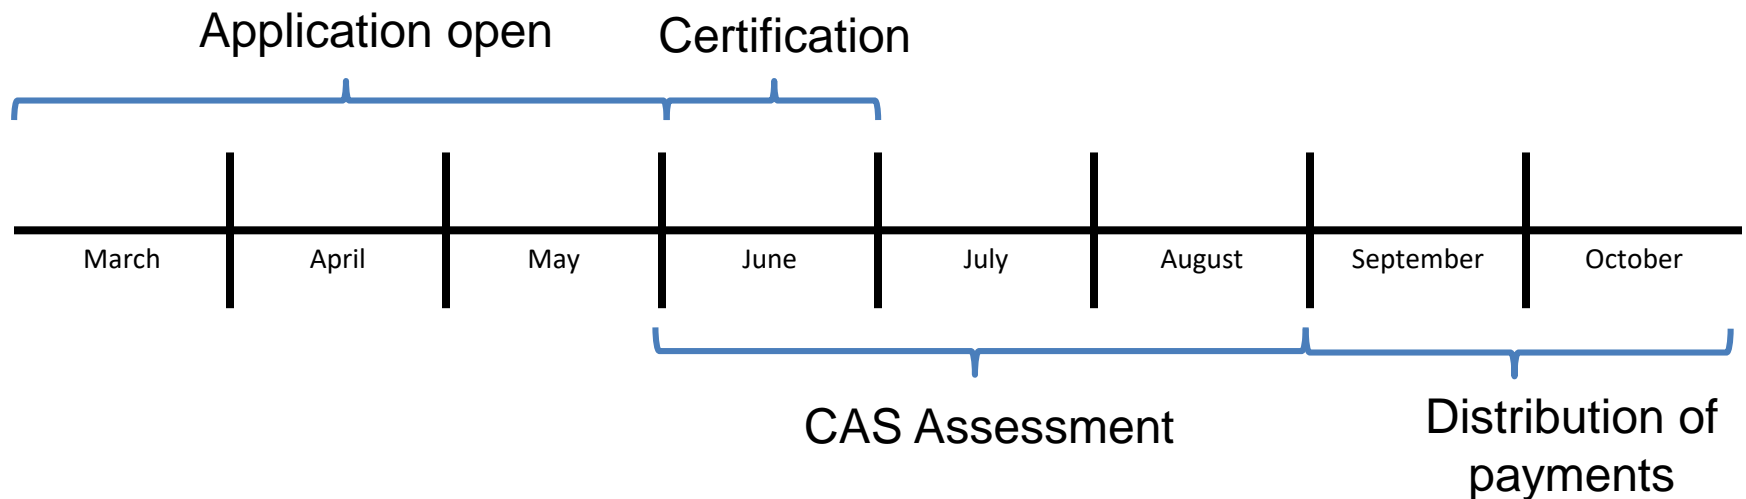 Application open
Certification
March
April
May
June
July
August
September
October
CAS Assessment
Distribution of
payments